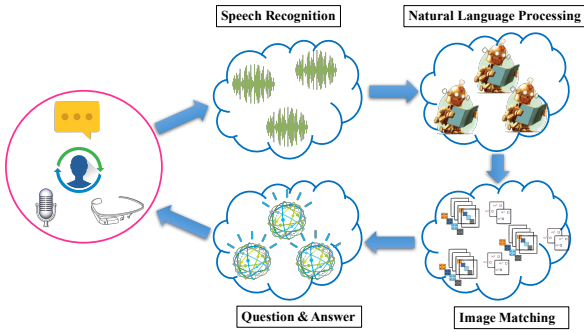 Speech Recognition
Natural Language Processing
Question & Answer
Image Matching